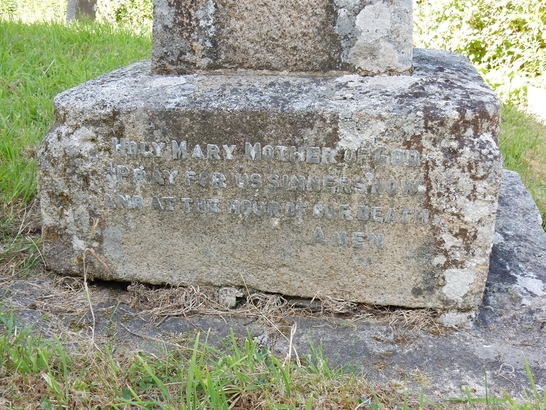 HOLY MARY MOTHER OF GOD
PRAY FOR US SINNERS NOW
AND AT THE HOUR OF OUR DEATH
AMEN